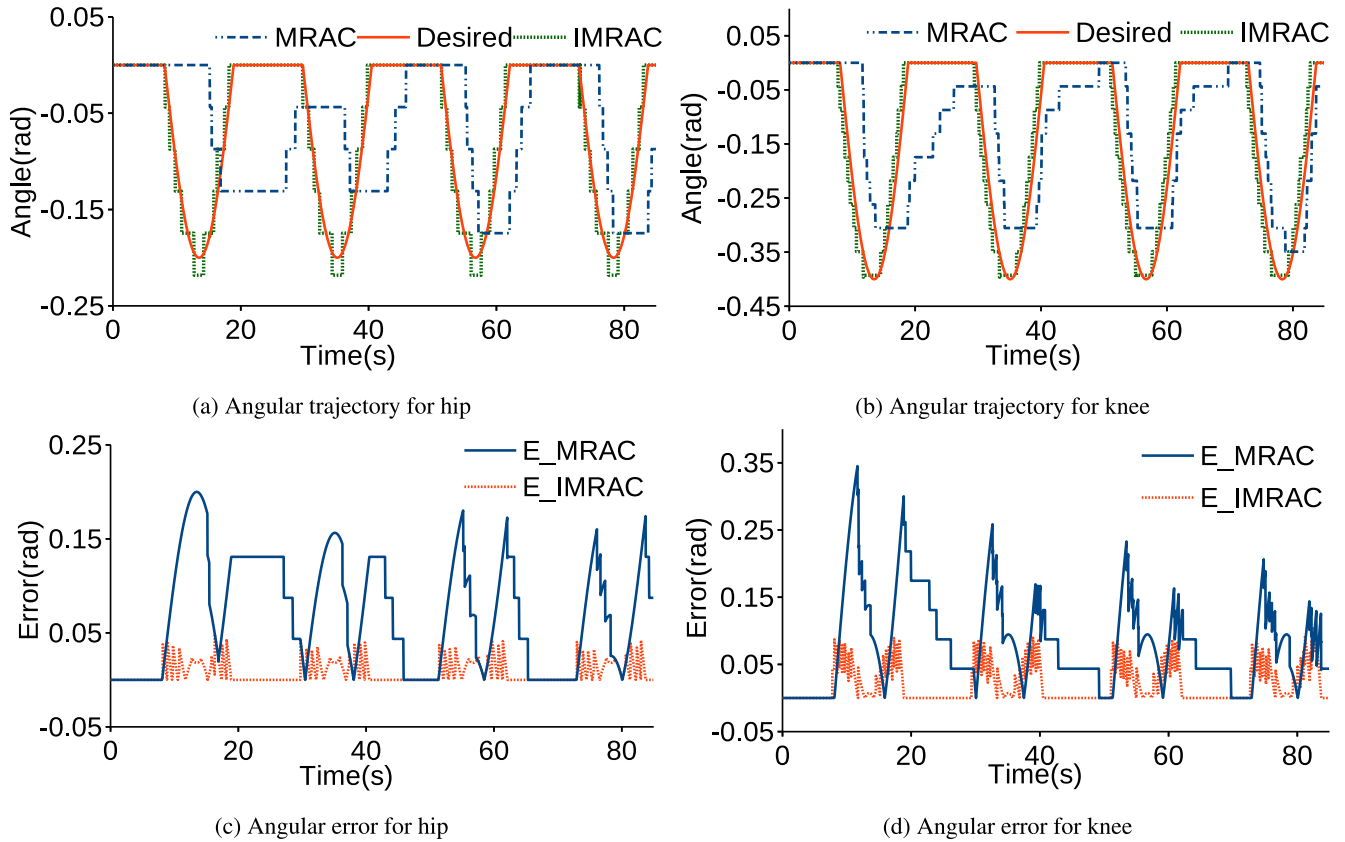 0.05
MRAC
Desired
IMRAC
-0.05
-0.15
-0.25
Angle(rad)
0
20
40
60
80
Time(s)
(a) Angular trajectory for hip
0.05
MRAC
Desired
IMRAC
-0.05
-0.15
-0.25
-0.35
-0.45
Angle(rad)
0
20
40
60
80
Time(s)
(b) Angular trajectory for knee
0.25
E_MRAC
E_IMRAC
0.15
0.05
-0.05
Error(rad)
0
20
40
60
80
Time(s)
(c) Angular error for hip
0.35
E_MRAC
E_IMRAC
0.25
0.15
0.05
-0.05
Error(rad)
0
20
40
60
80
Time(s)
(d) Angular error for knee